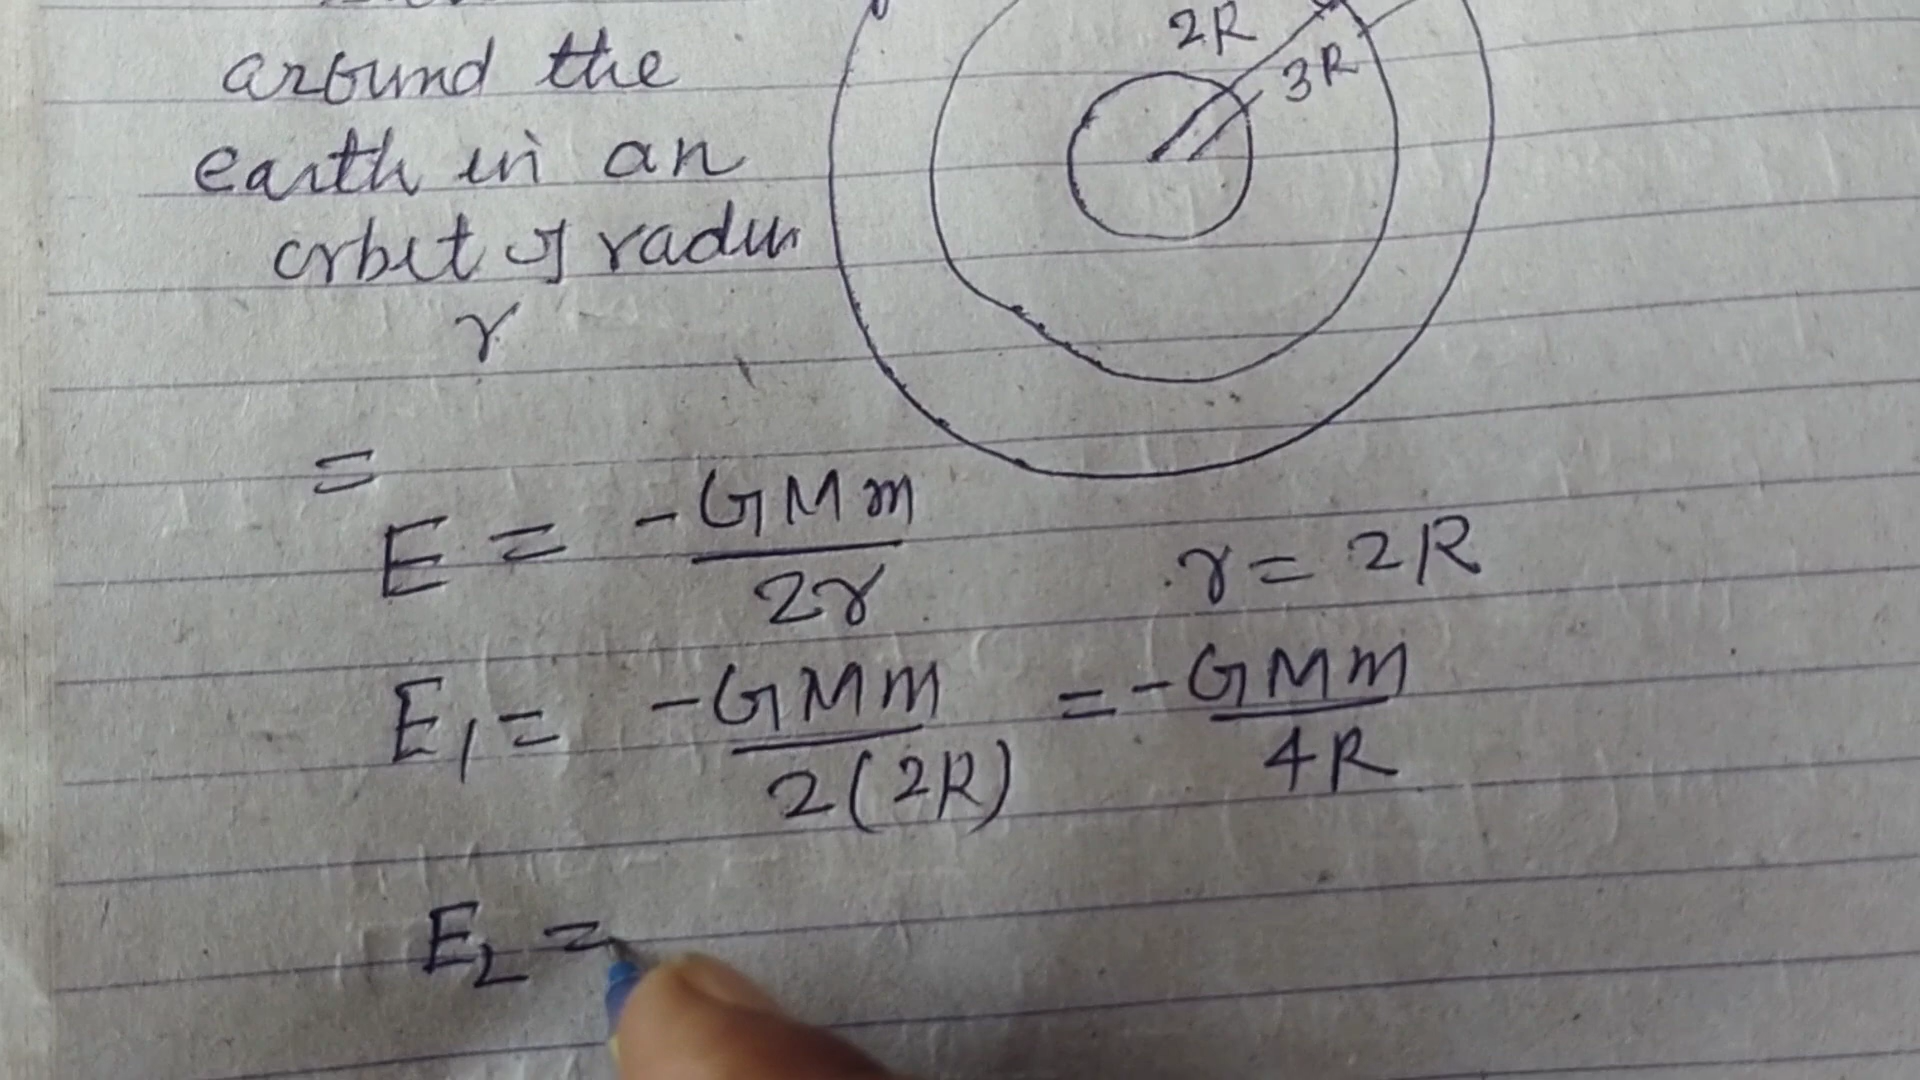 around the
earth in an
orbit of radius
r
2R
3R
=
E = -GMm / 2r
r = 2R
E1 = -GMm / 2(2R) = -GMm / 4R
E2 =